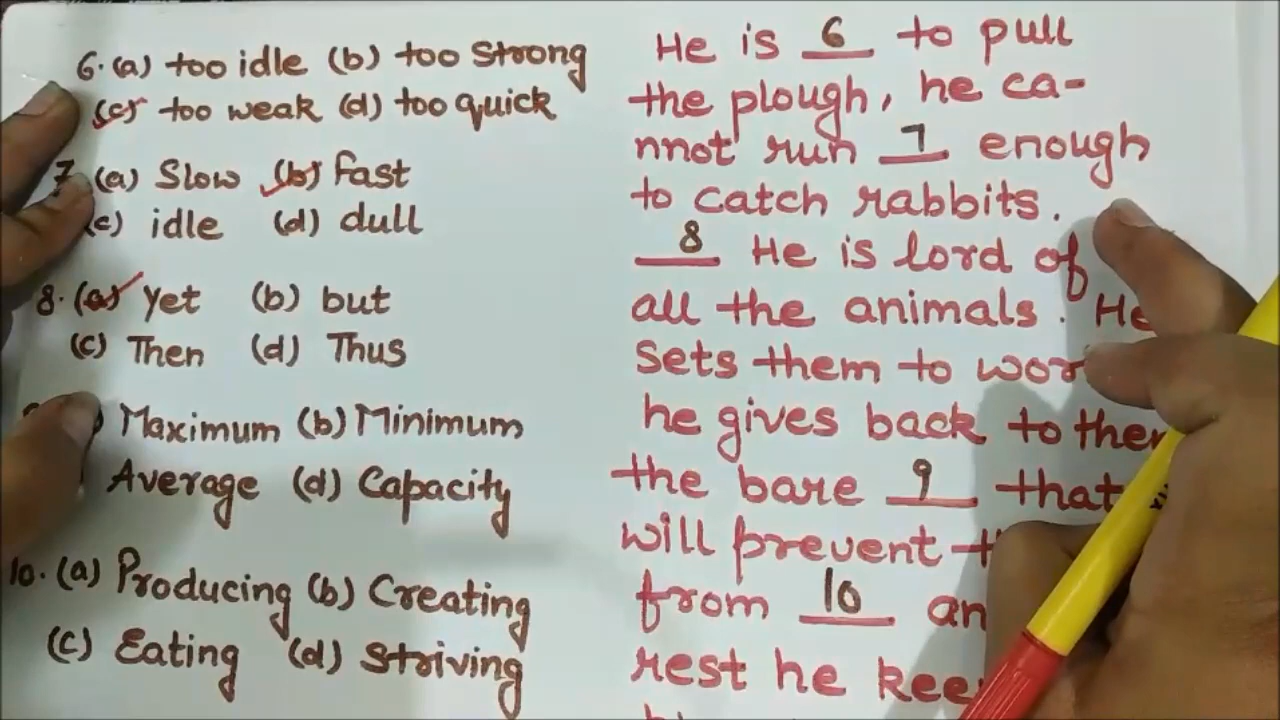 6. (a) too idle (b) too strong
(c) too weak (d) too quick
7. (a) Slow (b) fast
(c) idle (d) dull
8. (a) Yet (b) but
(c) Then (d) Thus
Maximum (b) Minimum
Average (d) Capacity
10. (a) Producing (b) Creating
(c) Eating (d) Striving
He is 6 to pull
the plough, he ca-
nnot run 7 enough
to catch rabbits.
8 He is lord of
all the animals. He
sets them to
he gives back to
the bare 9 that
will prevent
from 10
rest he